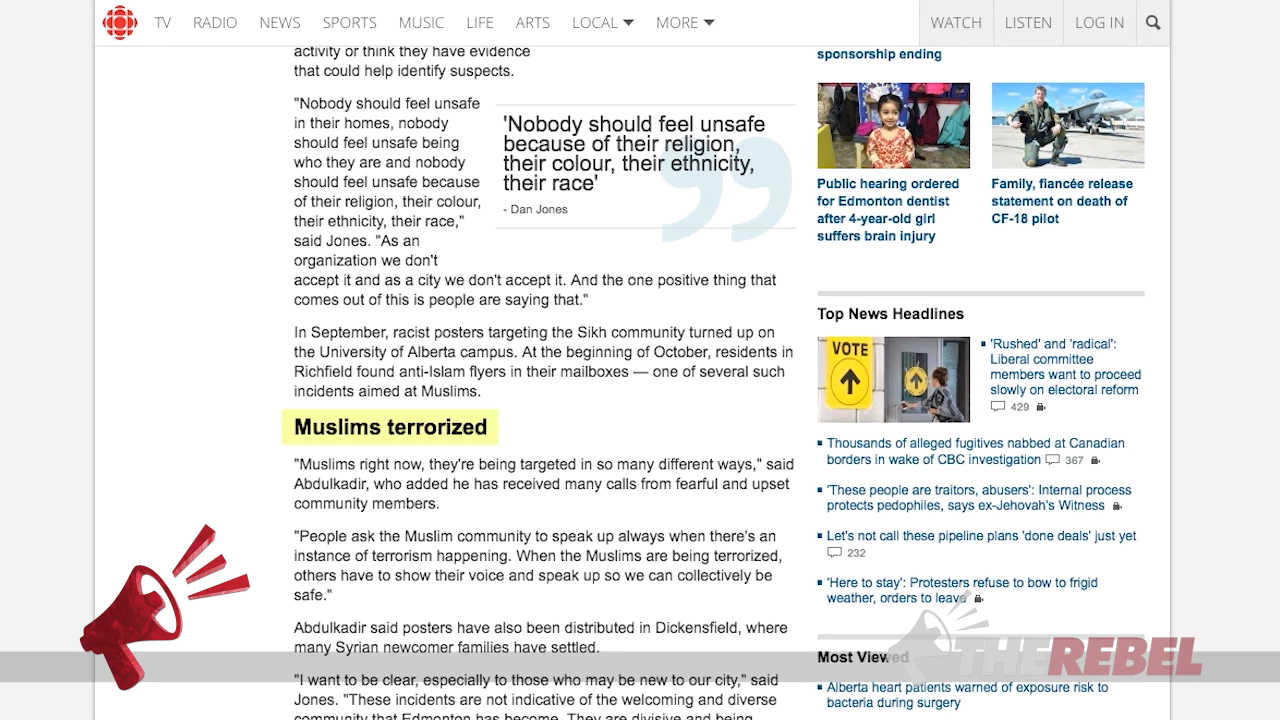 TV RADIO NEWS SPORTS MUSIC LIFE ARTS LOCAL MORE WATCH LISTEN LOG IN
activity or think they have evidence
that could help identify suspects.
"Nobody should feel unsafe
in their homes, nobody
should feel unsafe being
who they are and nobody
should feel unsafe because
of their religion, their colour,
their ethnicity, their race,"
said Jones. "As an
organization we don't
accept it and as a city we don't accept it. And the one positive thing that
comes out of this is people are saying that."
'Nobody should feel unsafe
because of their religion,
their colour, their ethnicity,
their race'
- Dan Jones
In September, racist posters targeting the Sikh community turned up on
the University of Alberta campus. At the beginning of October, residents in
Richfield found anti-Islam flyers in their mailboxes — one of several such
incidents aimed at Muslims.
Muslims terrorized
"Muslims right now, they're being targeted in so many different ways," said
Abdulkadir, who added he has received many calls from fearful and upset
community members.
"People ask the Muslim community to speak up always when there's an
instance of terrorism happening. When the Muslims are being terrorized,
others have to show their voice and speak up so we can collectively be
safe."
Abdulkadir said posters have also been distributed in Dickensfield, where
many Syrian newcomer families have settled.
"I want to be clear, especially to those who may be new to our city," said
Jones. "These incidents are not indicative of the welcoming and diverse
community that Edmonton has become. They are divisive and being
sponsorship ending
Public hearing ordered
for Edmonton dentist
after 4-year-old girl
suffers brain injury
Family, fiancée release
statement on death of
CF-18 pilot
Top News Headlines
VOTE
'Rushed' and 'radical':
Liberal committee
members want to proceed
slowly on electoral reform
429
Thousands of alleged fugitives nabbed at Canadian
borders in wake of CBC investigation 367
'These people are traitors, abusers': Internal process
protects pedophiles, says ex-Jehovah's Witness
Let's not call these pipeline plans 'done deals' just yet
232
'Here to stay': Protesters refuse to bow to frigid
weather, orders to leave
Most Viewed
Alberta heart patients warned of exposure risk to
bacteria during surgery
THEREBEL